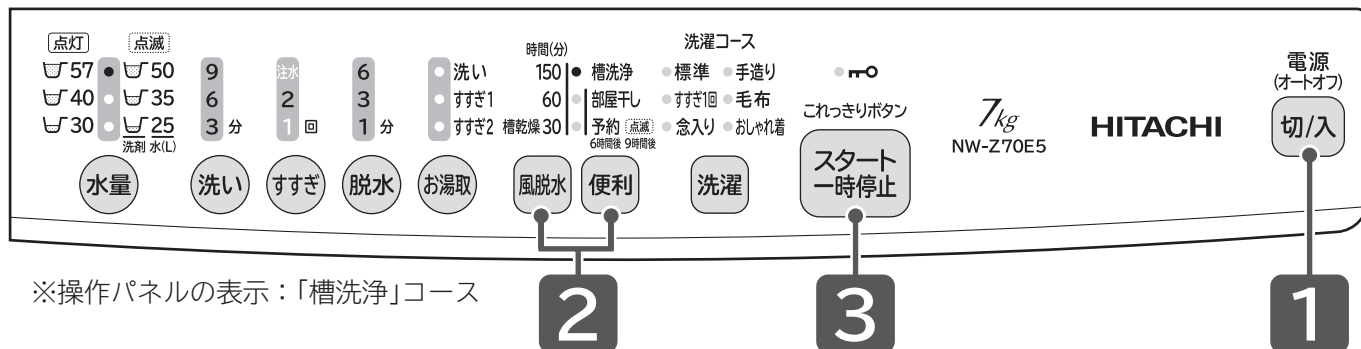 点灯 点滅
57 50
40 35
30 25
洗剤 水(L)
水量
9
6
3 分
洗い
注水
2
1 回
すすぎ
6
3
1 分
脱水
洗い
すすぎ1
すすぎ2
お湯取
時間(分)
150
60
槽乾燥 30
風脱水
槽洗浄
部屋干し
予約 点滅
6時間後 9時間後
便利
洗濯コース
標準 手造り
すすぎ1回 毛布
念入り おしゃれ着
洗濯
これっきりボタン
スタート
一時停止
7kg
NW-Z70E5
HITACHI
電源
(オートオフ)
切/入
2
3
1
※操作パネルの表示:「槽洗浄」コース